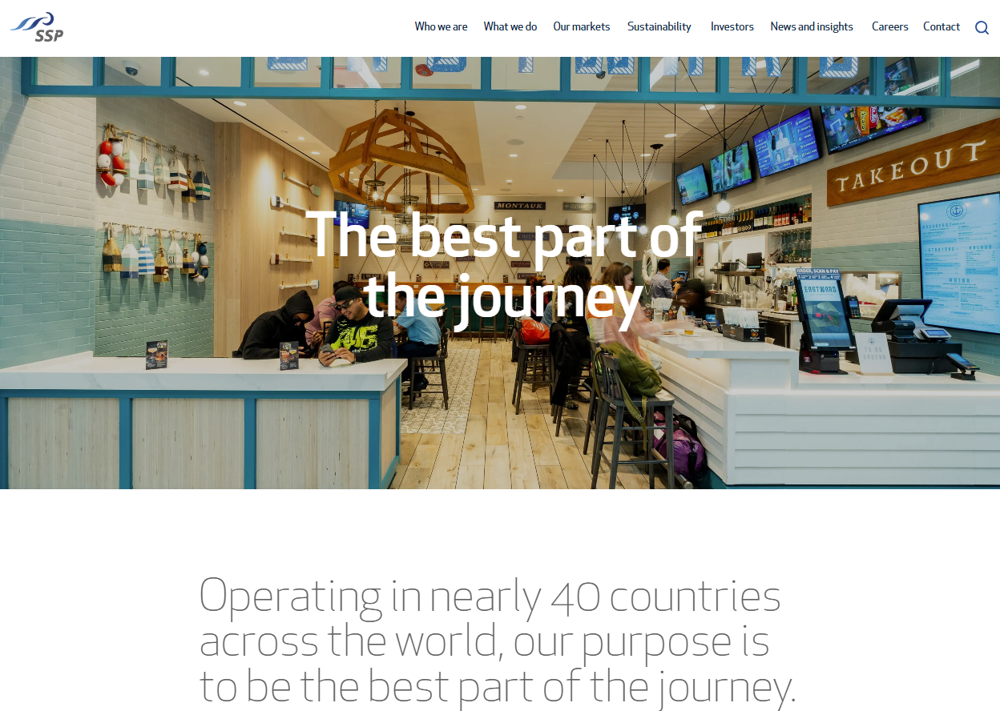 SSP
Who we are
What we do
Our markets
Sustainability
Investors
News and insights
Careers
Contact
TAKEOUT
MONTAUK
The best part of
the journey
ORDER, SCAN & PAY
EASTWARD
Operating in nearly 40 countries
across the world, our purpose is
to be the best part of the journey.